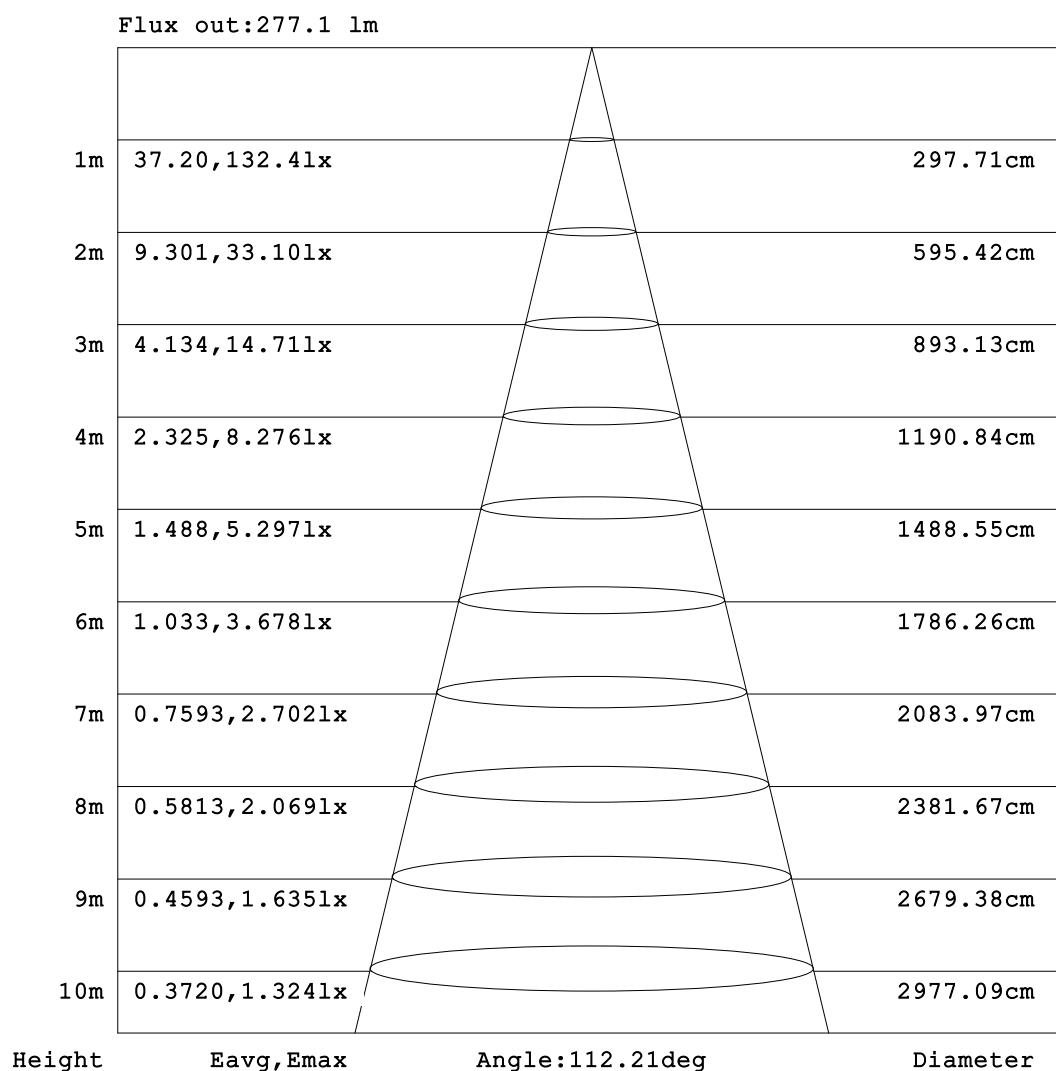 Flux out:277.1 lm
1m 37.20,132.4lx 297.71cm
2m 9.301,33.10lx 595.42cm
3m 4.134,14.71lx 893.13cm
4m 2.325,8.276lx 1190.84cm
5m 1.488,5.297lx 1488.55cm
6m 1.033,3.678lx 1786.26cm
7m 0.7593,2.702lx 2083.97cm
8m 0.5813,2.069lx 2381.67cm
9m 0.4593,1.635lx 2679.38cm
10m 0.3720,1.324lx 2977.09cm
Height Eavg,Emax Angle:112.21deg Diameter